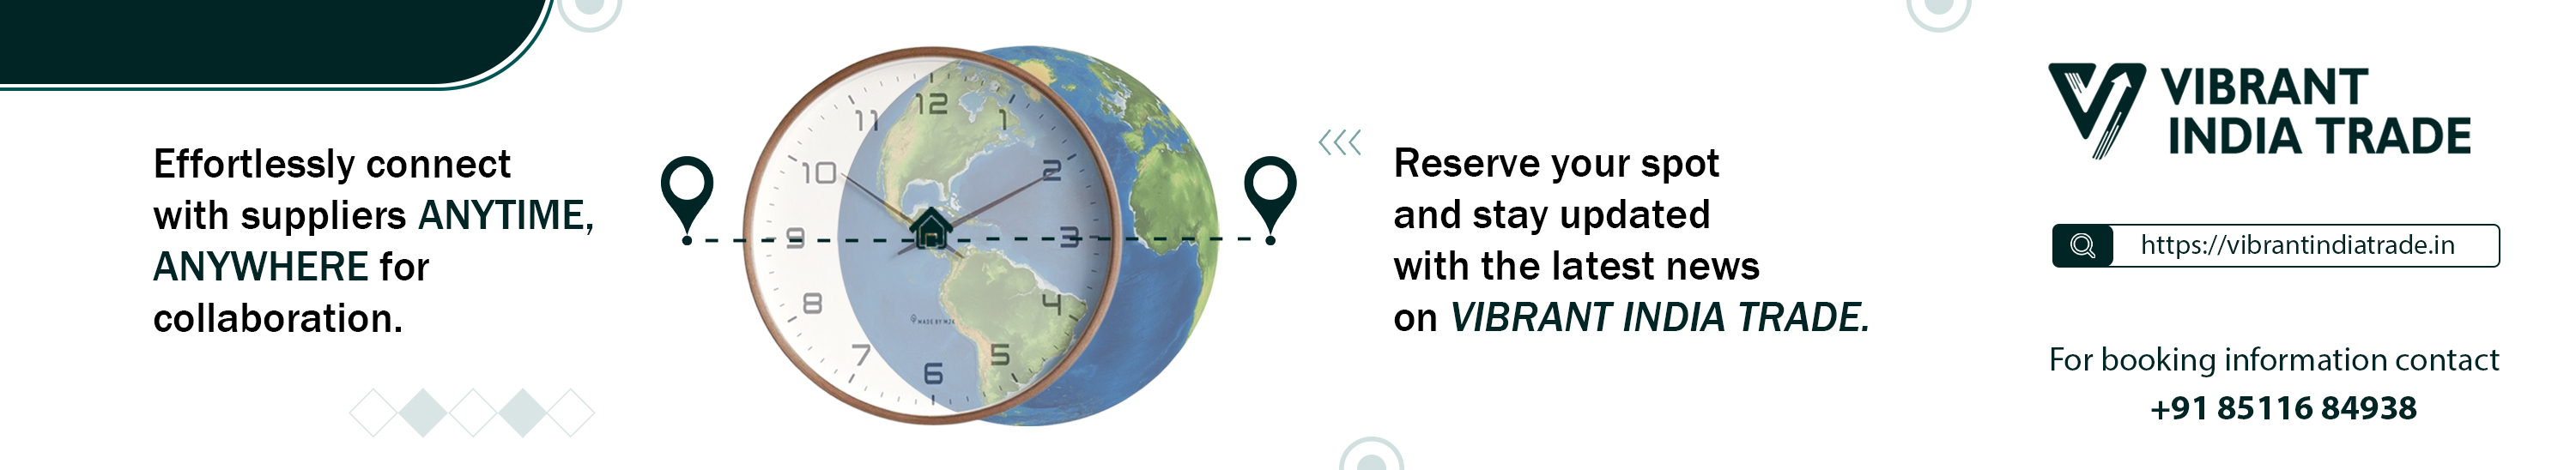 Effortlessly connect
with suppliers ANYTIME,
ANYWHERE for
collaboration.
12
1
2
3
4
5
6
7
8
9
10
11
MADE BY
Reserve your spot
and stay updated
with the latest news
on VIBRANT INDIA TRADE.
VIBRANT
INDIA TRADE
https://vibrantindiatrade.in
For booking information contact
+91 85116 84938